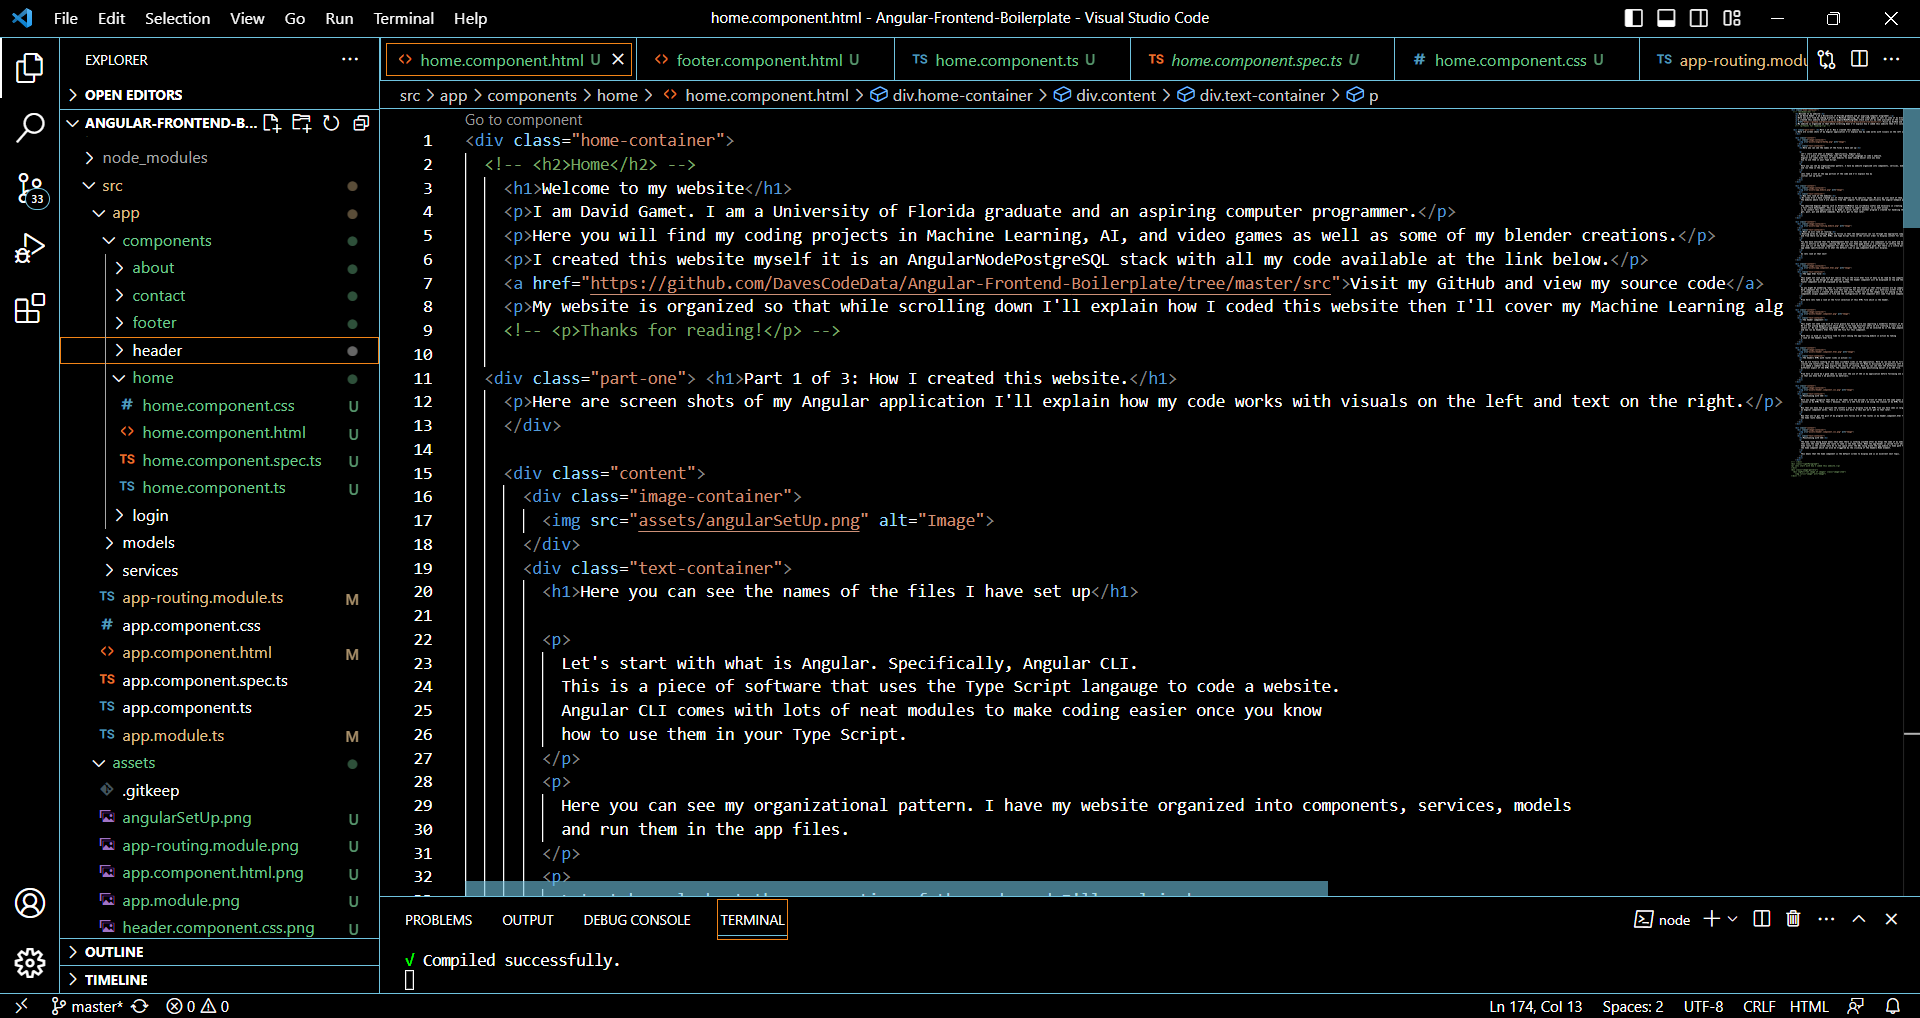 File Edit Selection View Go Run Terminal Help
home.component.html - Angular-Frontend-Boilerplate - Visual Studio Code
EXPLORER
OPEN EDITORS
ANGULAR-FRONTEND-B...
node_modules
src
app
components
about
contact
footer
header
home
home.component.css U
home.component.html U
home.component.spec.ts U
home.component.ts U
login
models
services
app-routing.module.ts M
app.component.css
app.component.html M
app.component.spec.ts
app.component.ts
app.module.ts M
assets
.gitkeep
angularSetUp.png U
app-routing.module.png U
app.component.html.png U
app.module.png U
header.component.css.png U
OUTLINE
TIMELINE
33
home.component.html U footer.component.html U TS home.component.ts U TS home.component.spec.ts U # home.component.css U TS app-routing.modu
src > app > components > home > home.component.html > div.home-container > div.content > div.text-container > p
Go to component
1 <div class="home-container">
2 <!-- <h2>Home</h2> -->
3 <h1>Welcome to my website</h1>
4 <p>I am David Gamet. I am a University of Florida graduate and an aspiring computer programmer.</p>
5 <p>Here you will find my coding projects in Machine Learning, AI, and video games as well as some of my blender creations.</p>
6 <p>I created this website myself it is an AngularNodePostgreSQL stack with all my code available at the link below.</p>
7 <a href="https://github.com/DavesCodeData/Angular-Frontend-Boilerplate/tree/master/src">Visit my GitHub and view my source code</a>
8 <p>My website is organized so that while scrolling down I'll explain how I coded this website then I'll cover my Machine Learning alg
9 <!-- <p>Thanks for reading!</p> -->
10
11 <div class="part-one"> <h1>Part 1 of 3: How I created this website.</h1>
12 <p>Here are screen shots of my Angular application I'll explain how my code works with visuals on the left and text on the right.</p>
13 </div>
14
15 <div class="content">
16 <div class="image-container">
17 <img src="assets/angularSetUp.png" alt="Image">
18 </div>
19 <div class="text-container">
20 <h1>Here you can see the names of the files I have set up</h1>
21
22 <p>
23 Let's start with what is Angular. Specifically, Angular CLI.
24 This is a piece of software that uses the Type Script langauge to code a website.
25 Angular CLI comes with lots of neat modules to make coding easier once you know
26 how to use them in your Type Script.
27 </p>
28 <p>
29 Here you can see my organizational pattern. I have my website organized into components, services, models
30 and run them in the app files.
31 </p>
32 <p>
PROBLEMS OUTPUT DEBUG CONSOLE TERMINAL
node
√ Compiled successfully.
master* 0 0
Ln 174, Col 13 Spaces: 2 UTF-8 CRLF HTML